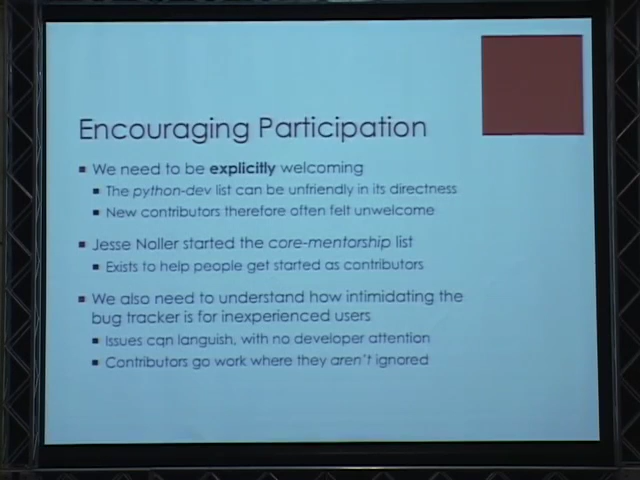 Encouraging Participation
We need to be explicitly welcoming
The python-dev list can be unfriendly in its directness
New contributors therefore often felt unwelcome
Jesse Noller started the core-mentorship list
Exists to help people get started as contributors
We also need to understand how intimidating the
bug tracker is for inexperienced users
Issues can languish, with no developer attention
Contributors go work where they aren't ignored